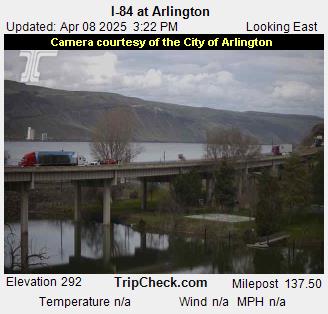 I-84 at Arlington
Updated: Apr 08 2025 3:22 PM Looking East
Camera courtesy of the City of Arlington
Elevation 292 TripCheck.com Milepost 137.50
Temperature n/a Wind n/a MPH n/a